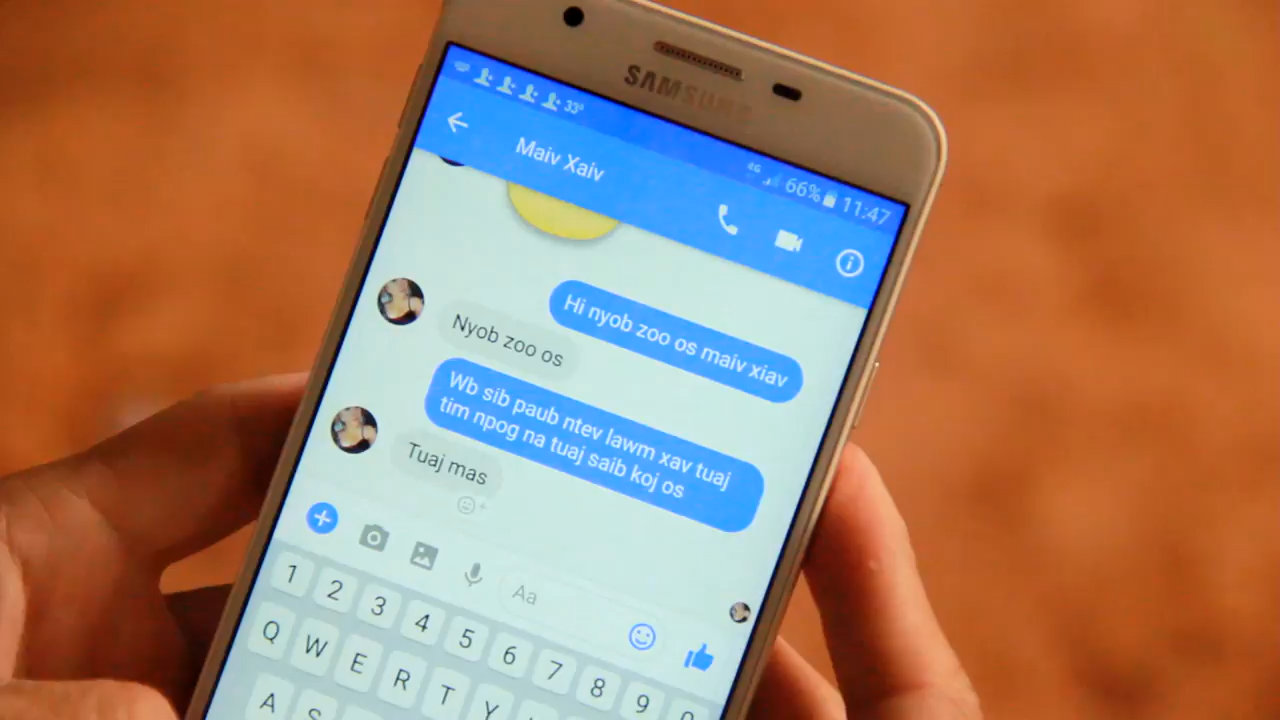 SAMSUNG
33°
4G 66% 11:47
Maiv Xaiv
Hi nyob zoo os maiv xiav
Nyob zoo os
Wb sib paub ntev lawm xav tuaj
tim npog na tuaj saib koj os
Tuaj mas
Aa
1 2 3 4 5 6 7 8 9 0
Q W E R T Y
A S